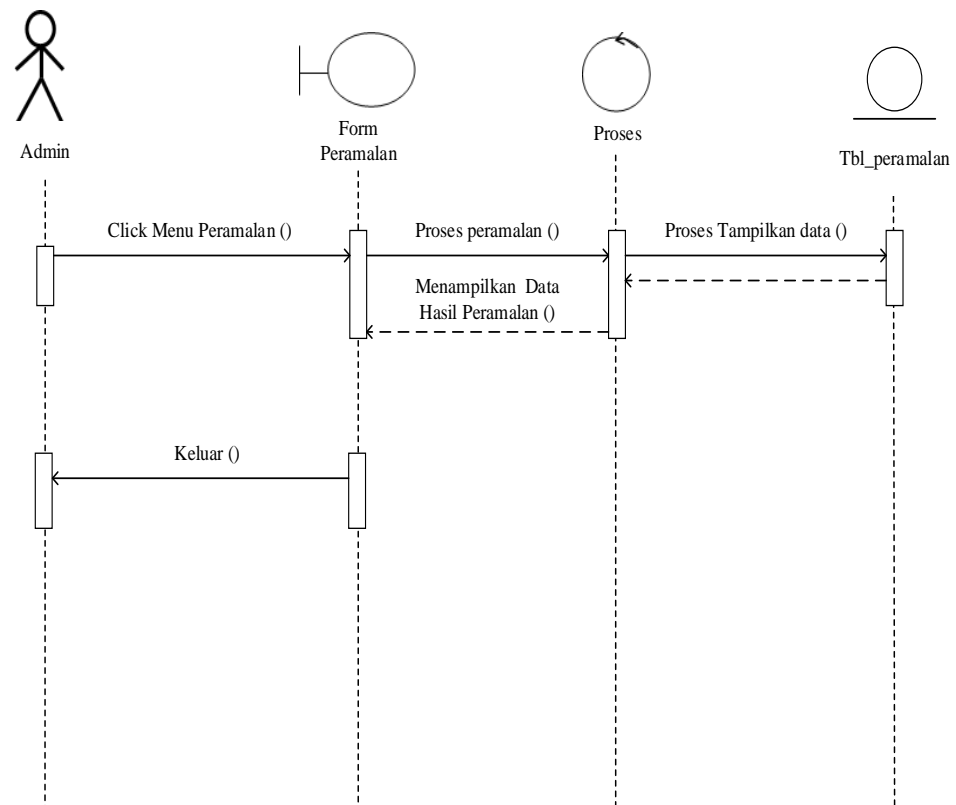 Admin
Form
Peramalan
Proses
Tbl_peramalan
Click Menu Peramalan ()
Proses peramalan ()
Proses Tampilkan data ()
Menampilkan Data
Hasil Peramalan ()
Keluar ()